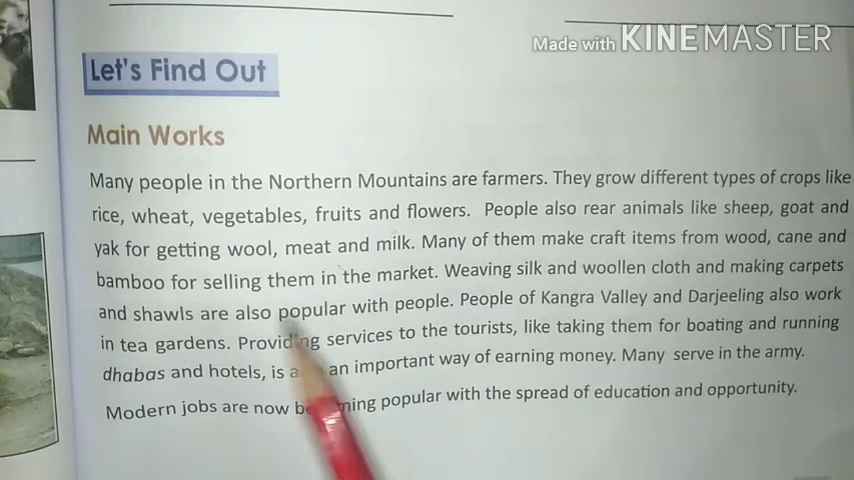 Made with KINEMASTER
Let's Find Out
Main Works
Many people in the Northern Mountains are farmers. They grow different types of crops like
rice, wheat, vegetables, fruits and flowers. People also rear animals like sheep, goat and
yak for getting wool, meat and milk. Many of them make craft items from wood, cane and
bamboo for selling them in the market. Weaving silk and woollen cloth and making carpets
and shawls are also popular with people. People of Kangra Valley and Darjeeling also work
in tea gardens. Providing services to the tourists, like taking them for boating and running
dhabas and hotels, is also an important way of earning money. Many serve in the army.
Modern jobs are now becoming popular with the spread of education and opportunity.